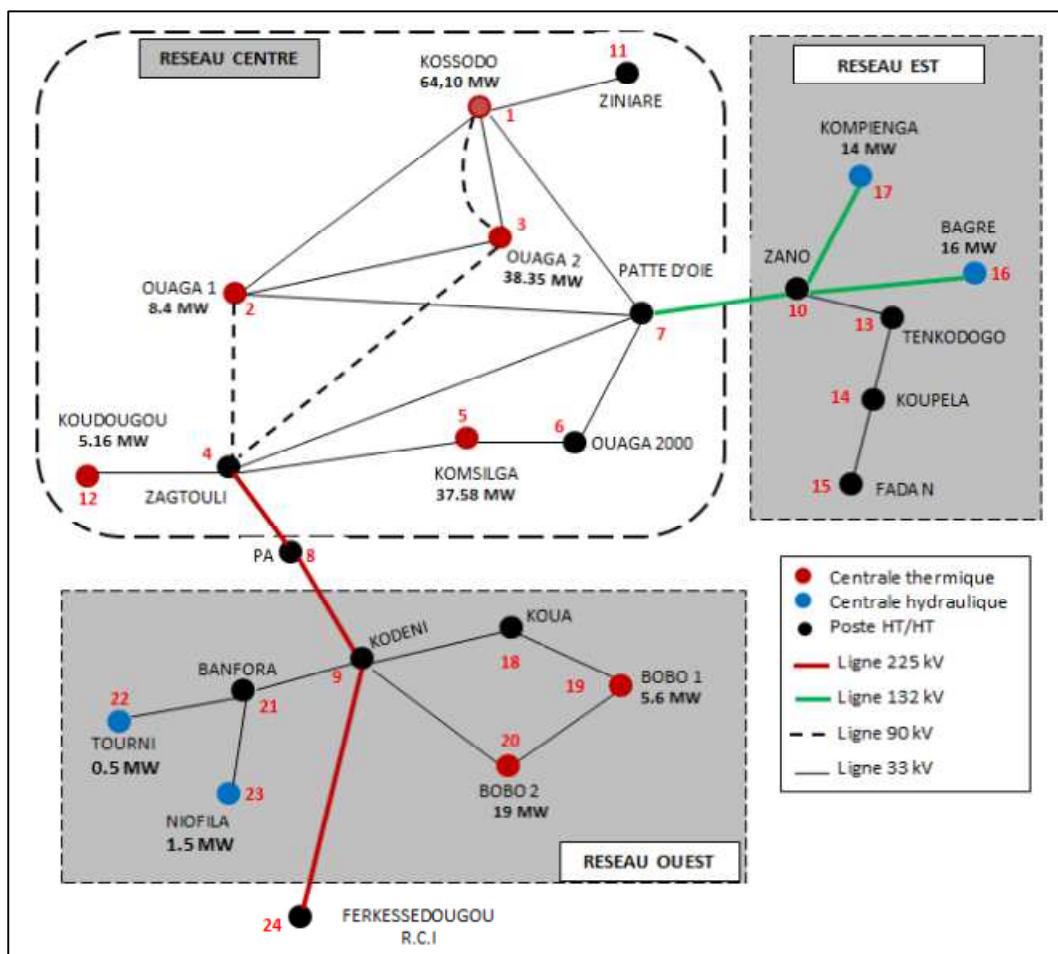 RESEAU CENTRE
11
KOSSODO
64,10 MW
ZINIARE
1
RESEAU EST
KOMPIENGA
14 MW
17
BAGRE
16 MW
16
3
OUAGA 2
38.35 MW
PATTE D'OIE
ZANO
OUAGA 1
8.4 MW
2
7
10
13
TENKODOGO
KOUDOUGOU
5.16 MW
4
5
6
OUAGA 2000
14
KOUPELA
12
ZAGTOULI
KOMSILGA
37.58 MW
15
FADA N
PA
8
Centrale thermique
Centrale hydraulique
Poste HT/HT
Ligne 225 kV
Ligne 132 kV
Ligne 90 kV
Ligne 33 kV
KODENI
KOUA
BANFORA
9
18
22
21
19
BOBO 1
5.6 MW
TOURNI
0.5 MW
20
23
BOBO 2
19 MW
NIOFILA
1.5 MW
RESEAU OUEST
24
FERKESSEDOUGOU
R.C.I